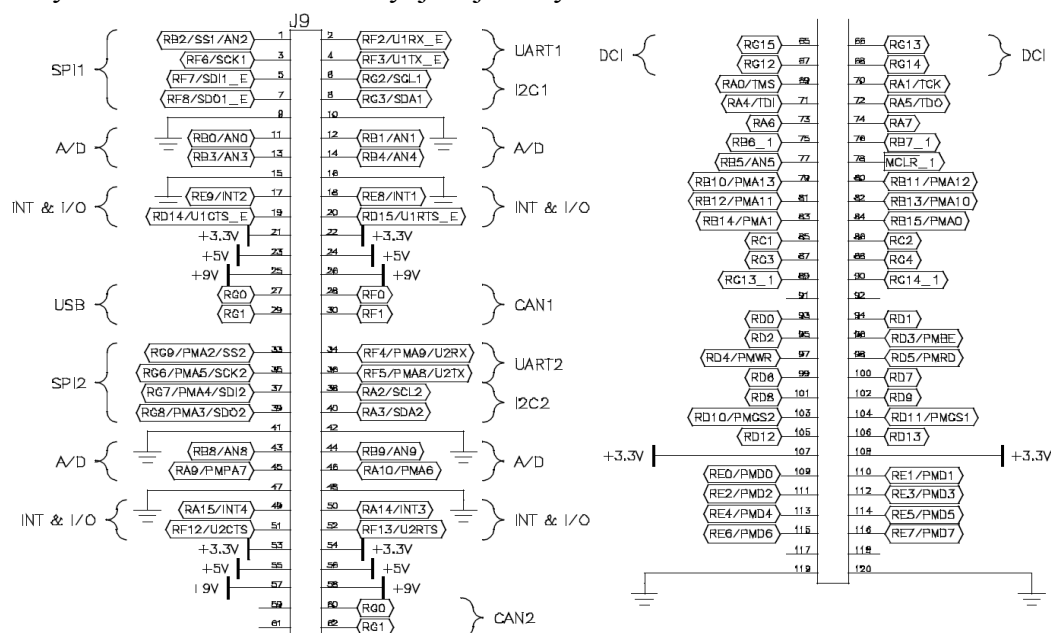 J9
RB2/SS1/AN2 1 2 RF2/U1RX_E
RF6/SCK1 3 4 RF3/U1TX_E
SPI1 UART1
RF7/SDI1_E 5 6 RG2/SCL1
RF8/SDO1_E 7 8 RG3/SDA1
I2C1
9 10
RB0/AN0 11 12 RB1/AN1
A/D A/D
RB3/AN3 13 14 RB4/AN4
15 16
RE9/INT2 17 18 RE8/INT1
INT & I/O INT & I/O
RD14/U1CTS_E 19 20 RD15/U1RTS_E
+3.3V 21 22 +3.3V
+5V 23 24 +5V
+9V 25 26 +9V
RG0 27 28 RF0
USB CAN1
RG1 29 30 RF1
RG9/PMA2/SS2 33 34 RF4/PMA9/U2RX
RG6/PMA5/SCK2 35 36 RF5/PMA8/U2TX
SPI2 UART2
RG7/PMA4/SDI2 37 38 RA2/SCL2
RG8/PMA3/SDO2 39 40 RA3/SDA2
I2C2
41 42
RB8/AN8 43 44 RB9/AN9
A/D A/D
RA9/PMPA7 45 46 RA10/PMA6
47 48
RA15/INT4 49 50 RA14/INT3
INT & I/O INT & I/O
RF12/U2CTS 51 52 RF13/U2RTS
+3.3V 53 54 +3.3V
+5V 55 56 +5V
19V 57 58 +9V
59 60 RG0
61 62 RG1
CAN2
RG15 65 66 RG13
DCI DCI
RG12 67 68 RG14
RA0/TMS 69 70 RA1/TCK
RA4/TDI 71 72 RA5/TDO
RA6 73 74 RA7
RB6_1 75 76 RB7_1
RB5/AN5 77 78 MCLR_1
RB10/PMA13 79 80 RB11/PMA12
RB12/PMA11 81 82 RB13/PMA10
RB14/PMA1 83 84 RB15/PMA0
RC1 85 86 RC2
RC3 87 88 RC4
RC13_1 89 90 RC14_1
91 92
RD0 93 94 RD1
RD2 95 96 RD3/PMBE
RD4/PMWR 97 98 RD5/PMRD
RD6 99 100 RD7
RD8 101 102 RD9
RD10/PMCS2 103 104 RD11/PMCS1
RD12 105 106 RD13
+3.3V 107 108 +3.3V
RE0/PMD0 109 110 RE1/PMD1
RE2/PMD2 111 112 RE3/PMD3
RE4/PMD4 113 114 RE5/PMD5
RE6/PMD6 115 116 RE7/PMD7
117 118
119 120